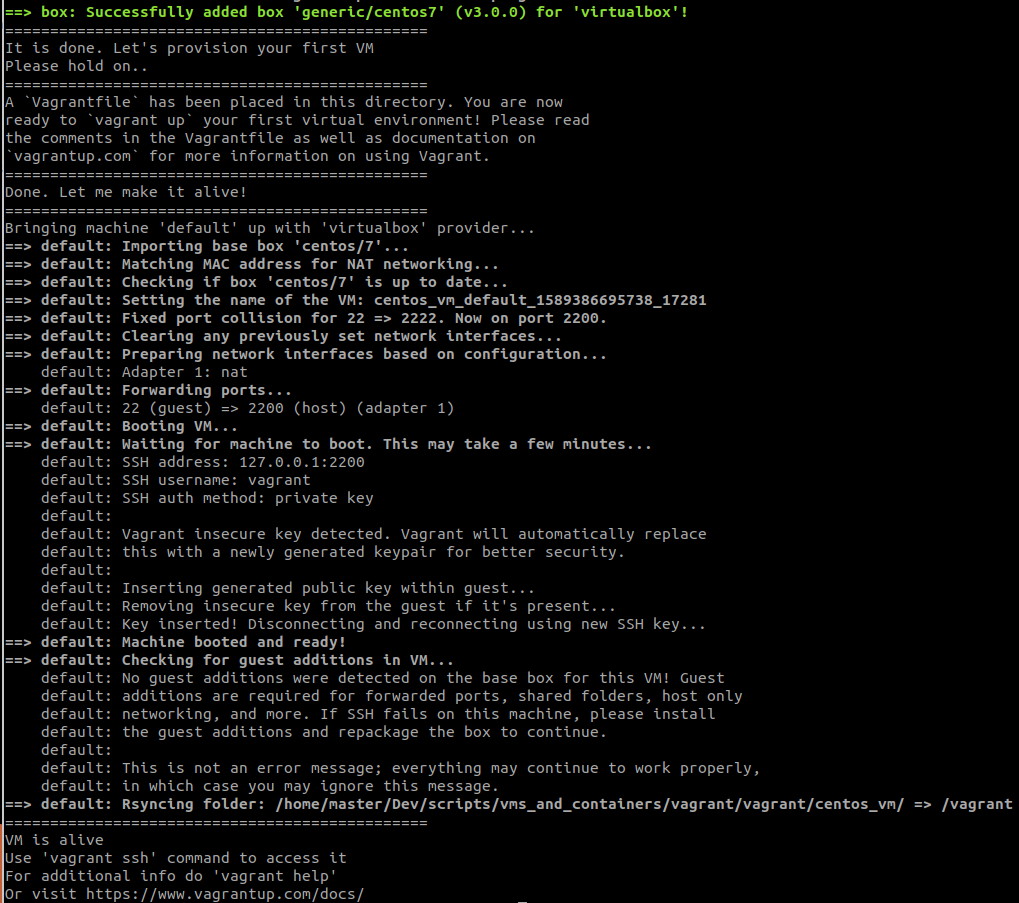 ==> box: Successfully added box 'generic/centos7' (v3.0.0) for 'virtualbox'!
===============================================
It is done. Let's provision your first VM
Please hold on..
===============================================
A `Vagrantfile` has been placed in this directory. You are now
ready to `vagrant up` your first virtual environment! Please read
the comments in the Vagrantfile as well as documentation on
`vagrantup.com` for more information on using Vagrant.
===============================================
Done. Let me make it alive!
===============================================
Bringing machine 'default' up with 'virtualbox' provider...
==> default: Importing base box 'centos/7'...
==> default: Matching MAC address for NAT networking...
==> default: Checking if box 'centos/7' is up to date...
==> default: Setting the name of the VM: centos_vm_default_1589386695738_17281
==> default: Fixed port collision for 22 => 2222. Now on port 2200.
==> default: Clearing any previously set network interfaces...
==> default: Preparing network interfaces based on configuration...
    default: Adapter 1: nat
==> default: Forwarding ports...
    default: 22 (guest) => 2200 (host) (adapter 1)
==> default: Booting VM...
==> default: Waiting for machine to boot. This may take a few minutes...
    default: SSH address: 127.0.0.1:2200
    default: SSH username: vagrant
    default: SSH auth method: private key
    default:
    default: Vagrant insecure key detected. Vagrant will automatically replace
    default: this with a newly generated keypair for better security.
    default:
    default: Inserting generated public key within guest...
    default: Removing insecure key from the guest if it's present...
    default: Key inserted! Disconnecting and reconnecting using new SSH key...
==> default: Machine booted and ready!
==> default: Checking for guest additions in VM...
    default: No guest additions were detected on the base box for this VM! Guest
    default: additions are required for forwarded ports, shared folders, host only
    default: networking, and more. If SSH fails on this machine, please install
    default: the guest additions and repackage the box to continue.
    default:
    default: This is not an error message; everything may continue to work properly,
    default: in which case you may ignore this message.
==> default: Rsyncing folder: /home/master/Dev/scripts/vms_and_containers/vagrant/vagrant/centos_vm/ => /vagrant
===============================================
VM is alive
Use 'vagrant ssh' command to access it
For additional info do 'vagrant help'
Or visit https://www.vagrantup.com/docs/